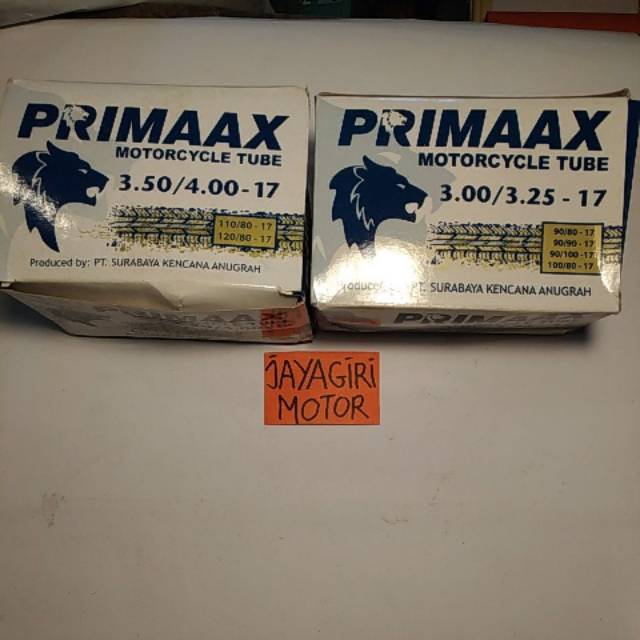 PRIMAAX
MOTORCYCLE TUBE
3.50/4.00-17
110/80 - 17
120/80 - 17
Produced by: PT. SURABAYA KENCANA ANUGRAH
PRIMAAX
PRIMAAX
MOTORCYCLE TUBE
3.00/3.25 - 17
90/80 - 17
90/90 - 17
90/100 - 17
100/80 - 17
PT. SURABAYA KENCANA ANUGRAH
PRIMAAX
JAYAGIRI
MOTOR